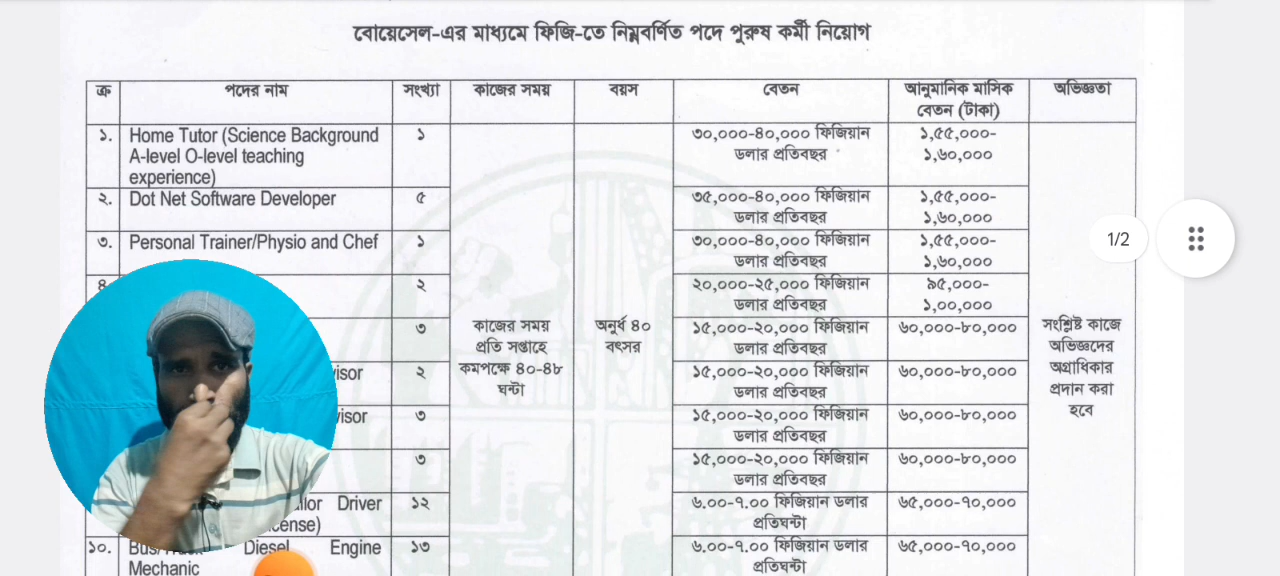 বোয়েসেল-এর মাধ্যমে ফিজি-তে নিম্নবর্ণিত পদে পুরুষ কর্মী নিয়োগ
ক্র পদের নাম সংখ্যা কাজের সময় বয়স বেতন আনুমানিক মাসিক
বেতন (টাকা) অভিজ্ঞতা
১. Home Tutor (Science Background ১ ৩০,০০০-৪০,০০০ ফিজিয়ান ১,৫৫,০০০-
A-level O-level teaching ডলার প্রতিবছর ১,৬০,০০০
experience)
২. Dot Net Software Developer ৫ ৩৫,০০০-৪০,০০০ ফিজিয়ান ১,৫৫,০০০-
ডলার প্রতিবছর ১,৬০,০০০
৩. Personal Trainer/Physio and Chef ১ ৩০,০০০-৪০,০০০ ফিজিয়ান ১,৫৫,০০০-
ডলার প্রতিবছর ১,৬০,০০০
1/2
৪. ২ ২০,০০০-২৫,০০০ ফিজিয়ান ৯৫,০০০-
ডলার প্রতিবছর ১,০০,০০০
৩ কাজের সময় অনুর্ধ ৪০ ১৫,০০০-২০,০০০ ফিজিয়ান ৬০,০০০-৮০,০০০ সংশ্লিষ্ট কাজে
প্রতি সপ্তাহে বৎসর ডলার প্রতিবছর অভিজ্ঞদের
২ কমপক্ষে ৪০-৪৮ ১৫,০০০-২০,০০০ ফিজিয়ান ৬০,০০০-৮০,০০০ অগ্রাধিকার
ঘন্টা ডলার প্রতিবছর প্রদান করা
৩ ১৫,০০০-২০,০০০ ফিজিয়ান ৬০,০০০-৮০,০০০ হবে
ডলার প্রতিবছর
৩ ১৫,০০০-২০,০০০ ফিজিয়ান ৬০,০০০-৮০,০০০
ডলার প্রতিবছর
Driver ১২ ৬.০০-৭.০০ ফিজিয়ান ডলার ৬৫,০০০-৭০,০০০
প্রতিঘন্টা
১০. Diesel Engine ১৩ ৬.০০-৭.০০ ফিজিয়ান ডলার ৬৫,০০০-৭০,০০০
Mechanic প্রতিঘন্টা